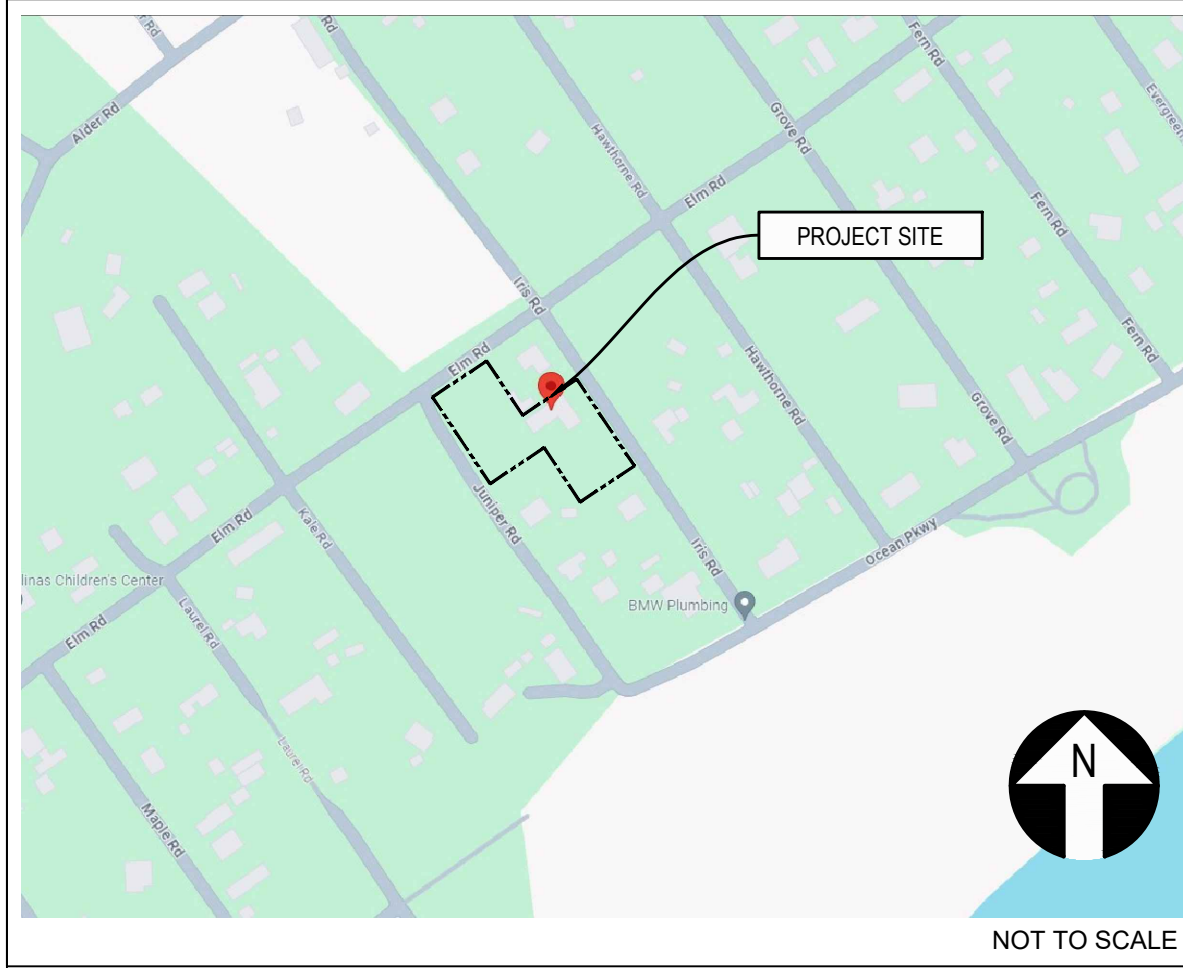 Rd
Rd
Fern Rd
Alder Rd
Evergreen
Grove Rd
Hawthorne Rd
Elm Rd
Fern Rd
PROJECT SITE
Iris Rd
Elm Rd
Hawthorne Rd
Fern Rd
Grove Rd
Juniper Rd
Kale Rd
Elm Rd
Iris Rd
Ocean Pkwy
linas Children's Center
BMW Plumbing
Laurel Rd
Elm Rd
Laurel Rd
N
Maple Rd
NOT TO SCALE